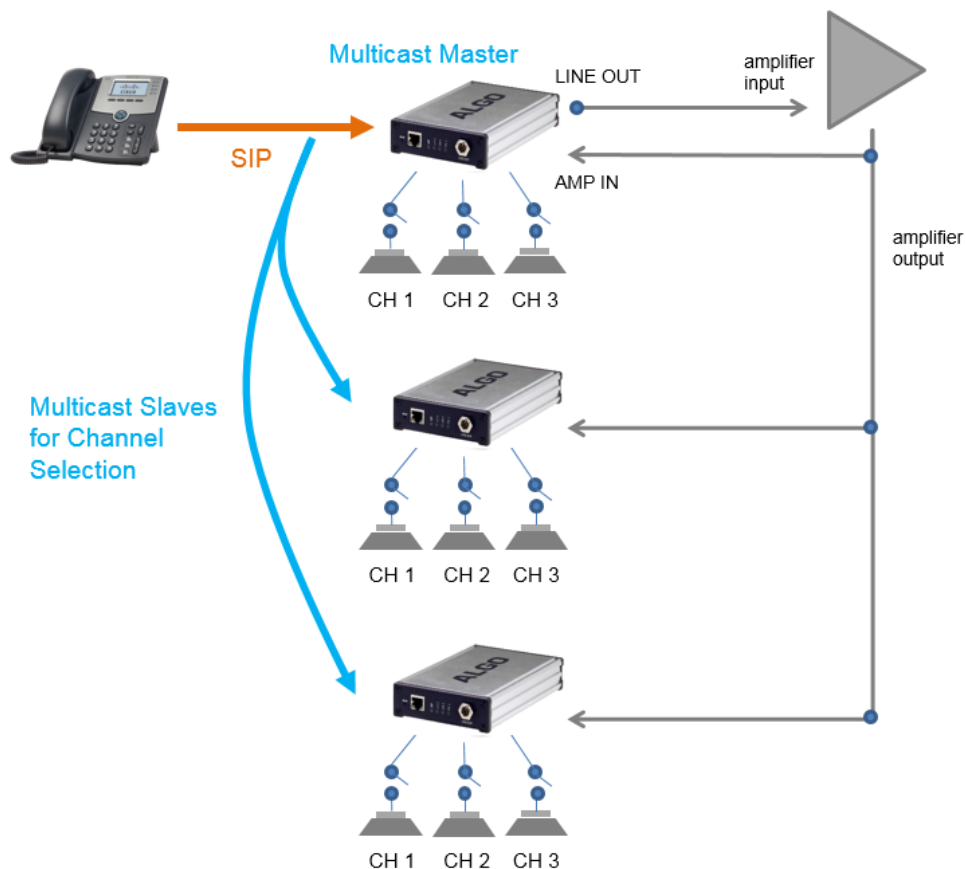 Multicast Master
amplifier
input
LINE OUT
ALGO
SIP
AMP IN
amplifier
output
CH 1
CH 2
CH 3
ALGO
Multicast Slaves
for Channel
Selection
CH 1
CH 2
CH 3
ALGO
CH 1
CH 2
CH 3